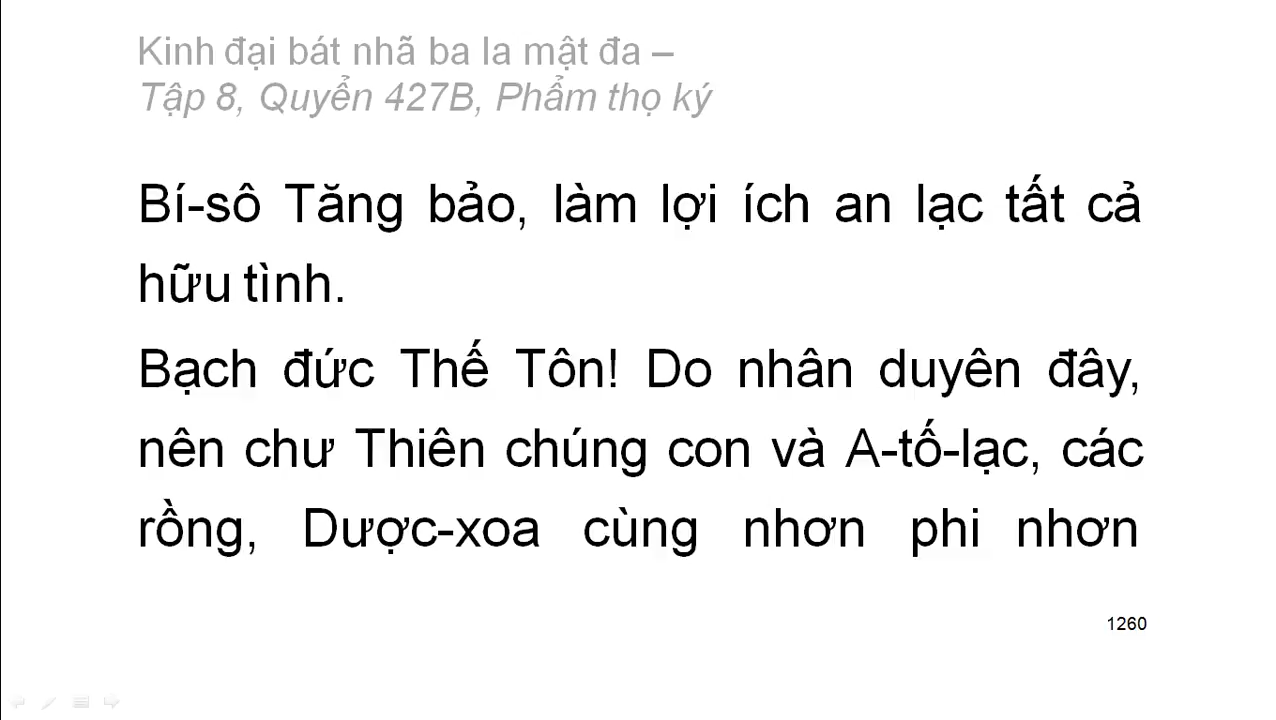 Kinh đại bát nhã ba la mật đa –
Tập 8, Quyển 427B, Phẩm thọ ký
Bí-sô Tăng bảo, làm lợi ích an lạc tất cả
hữu tình.
Bạch đức Thế Tôn! Do nhân duyên đây,
nên chư Thiên chúng con và A-tố-lạc, các
rồng, Dược-xoa cùng nhơn phi nhơn
1260